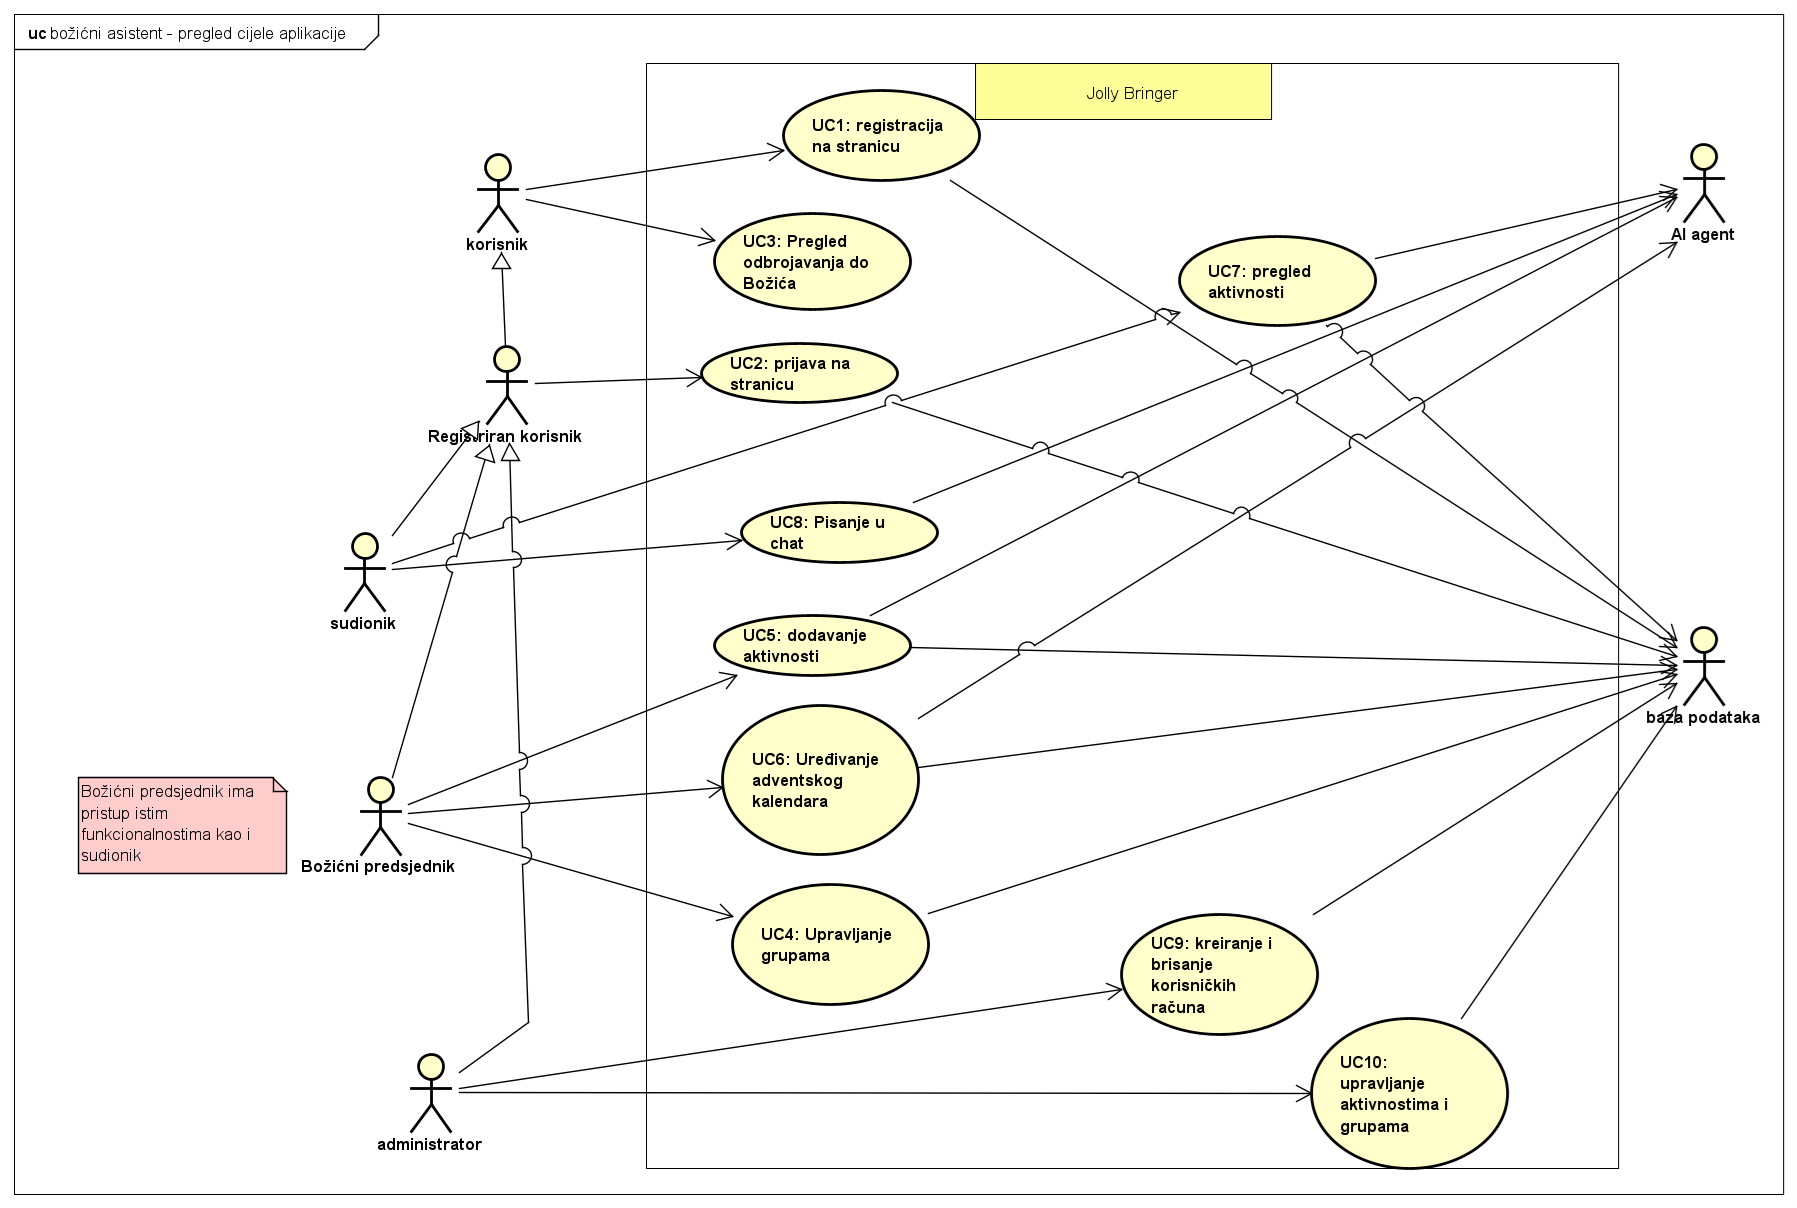 uc božićni asistent - pregled cijele aplikacije
Jolly Bringer
UC1: registracija
na stranicu
korisnik
UC3: Pregled
odbrojavanja do
Božića
AI agent
UC7: pregled
aktivnosti
UC2: prijava na
stranicu
Registriran korisnik
UC8: Pisanje u
chat
sudionik
UC5: dodavanje
aktivnosti
baza podataka
UC6: Uređivanje
adventskog
kalendara
Božićni predsjednik ima
pristup istim
funkcionalnostima kao i
sudionik
Božićni predsjednik
UC4: Upravljanje
grupama
UC9: kreiranje i
brisanje
korisničkih
računa
UC10:
upravljanje
aktivnostima i
grupama
administrator